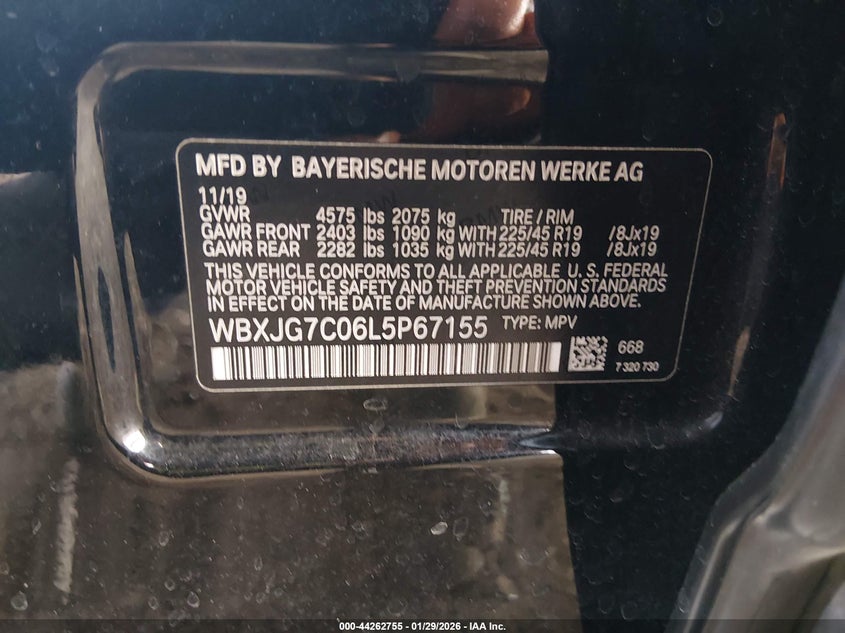 MFD BY BAYERISCHE MOTOREN WERKE AG
11/19
GVWR 4575 lbs 2075 kg TIRE / RIM
GAWR FRONT 2403 lbs 1090 kg WITH 225/45 R19 /8Jx19
GAWR REAR 2282 lbs 1035 kg WITH 225/45 R19 /8Jx19
THIS VEHICLE CONFORMS TO ALL APPLICABLE U. S. FEDERAL
MOTOR VEHICLE SAFETY AND THEFT PREVENTION STANDARDS
IN EFFECT ON THE DATE OF MANUFACTURE SHOWN ABOVE.
WBXJG7C06L5P67155 TYPE: MPV
668
7 320 730
000-44262755 - 01/29/2026 - IAA Inc.